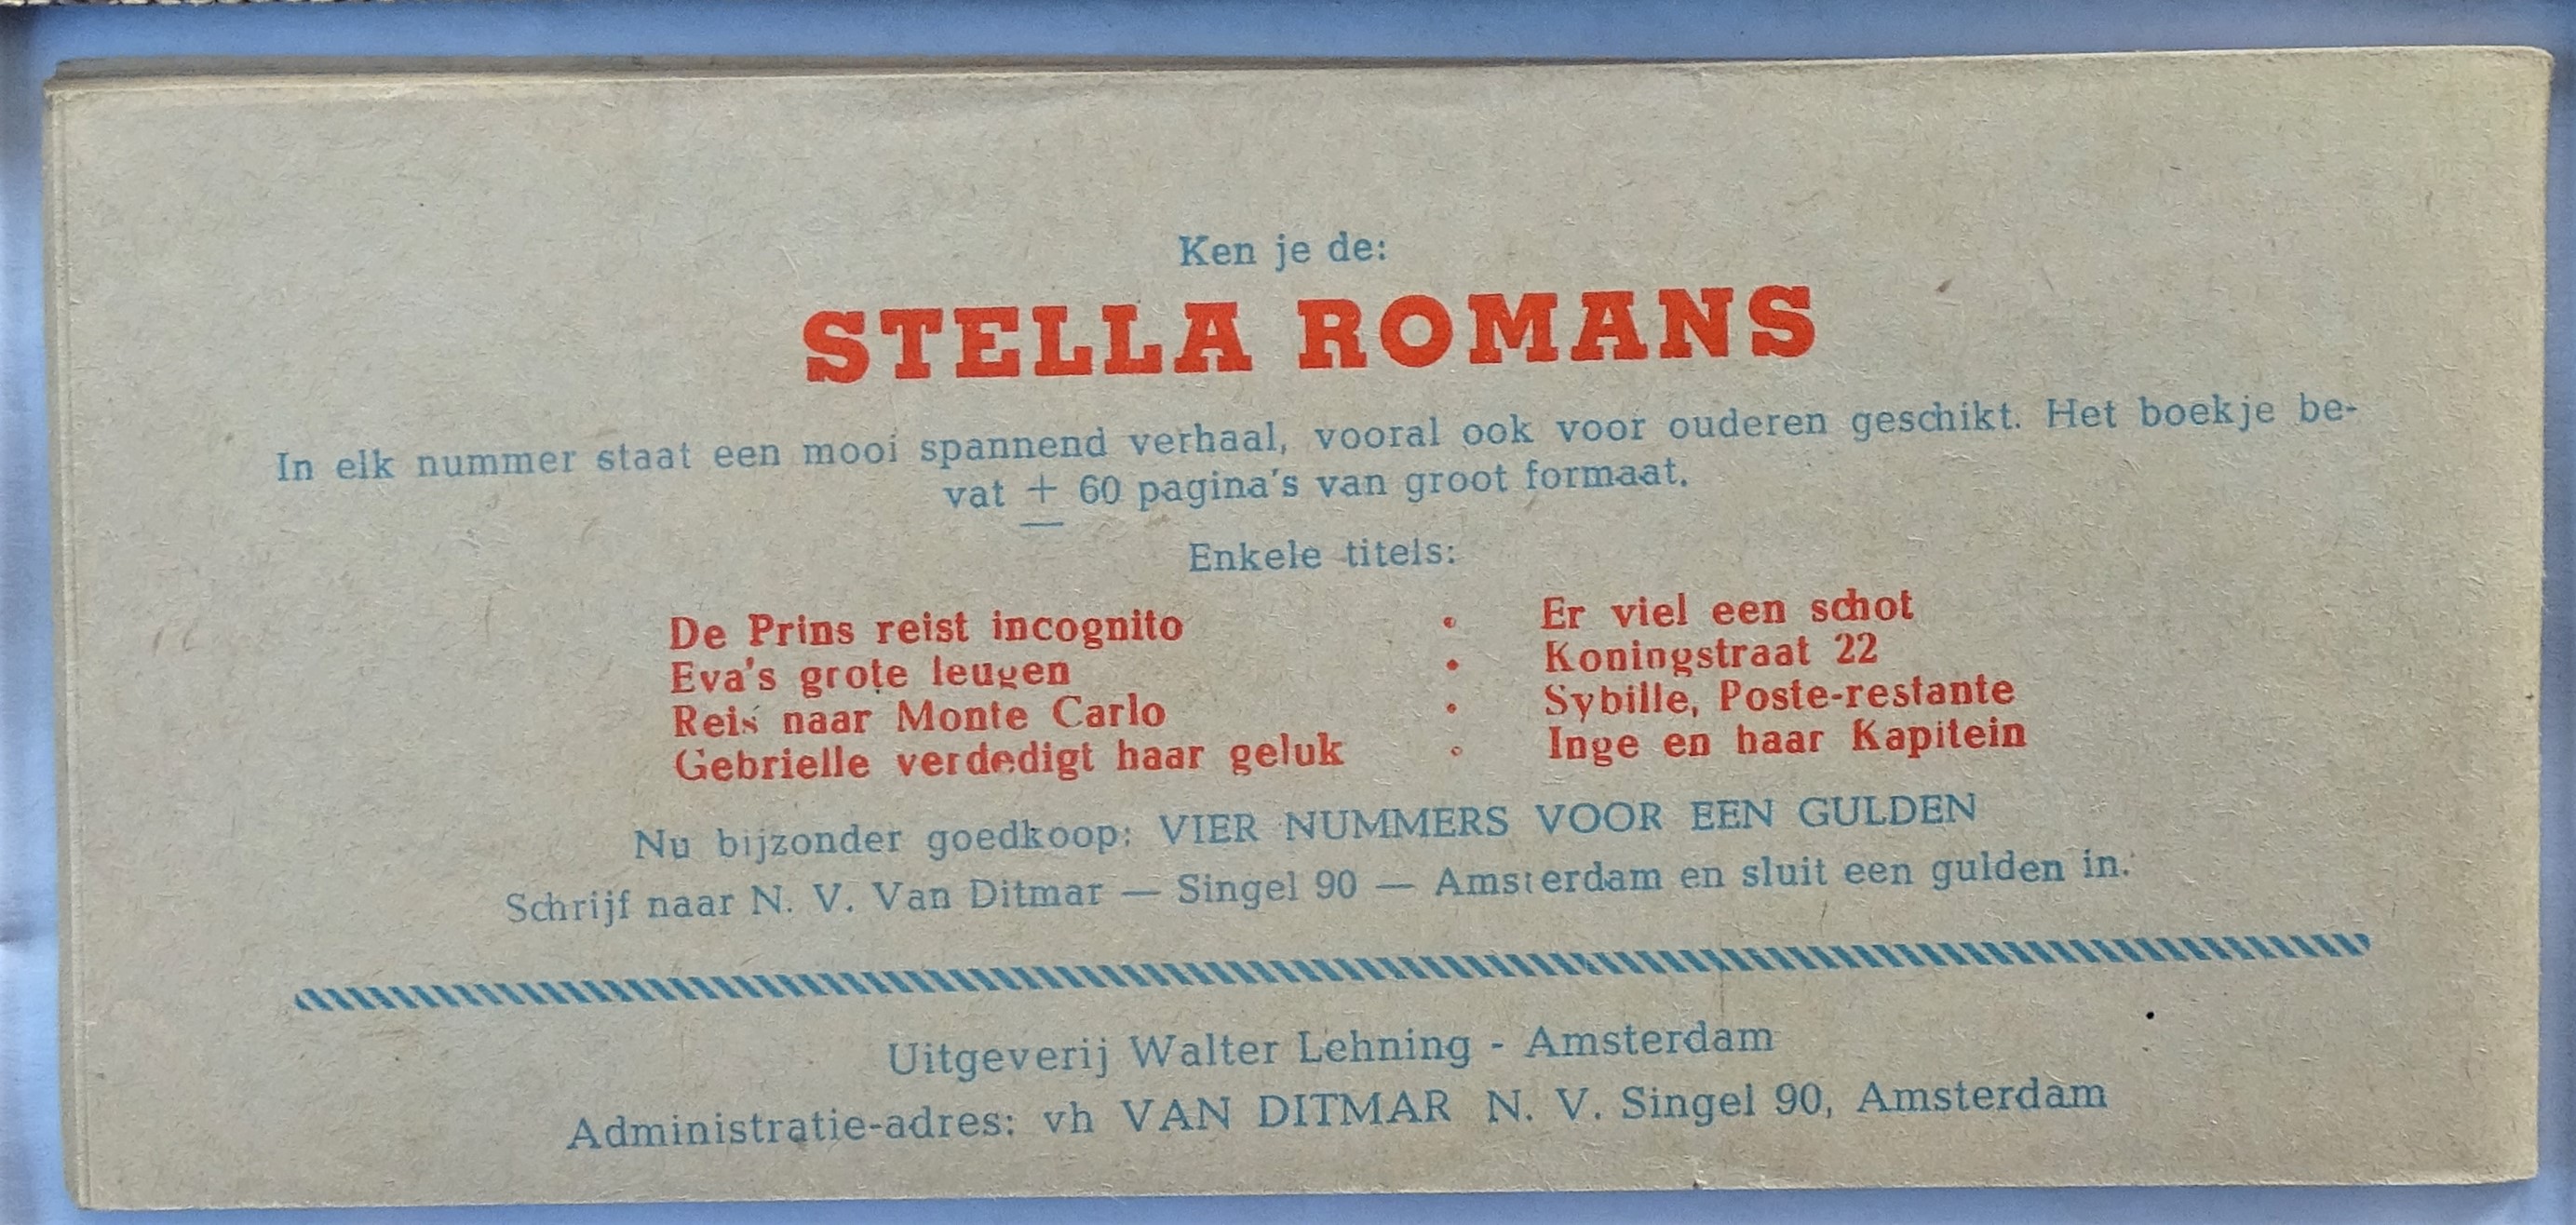 Ken je de:
STELLA ROMANS
In elk nummer staat een mooi spannend verhaal, vooral ook voor ouderen geschikt. Het boekje be-
vat ± 60 pagina's van groot formaat.
Enkele titels:
De Prins reist incognito • Er viel een schot
Eva's grote leugen • Koningstraat 22
Reis naar Monte Carlo • Sybille, Poste-restante
Gebrielle verdedigt haar geluk • Inge en haar Kapitein
Nu bijzonder goedkoop: VIER NUMMERS VOOR EEN GULDEN
Schrijf naar N. V. Van Ditmar — Singel 90 — Amsterdam en sluit een gulden in.
Uitgeverij Walter Lehning - Amsterdam
Administratie-adres: vh VAN DITMAR N. V. Singel 90, Amsterdam